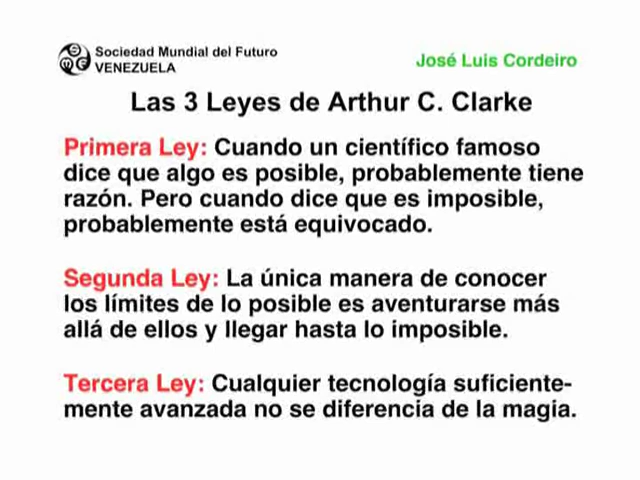 Sociedad Mundial del Futuro
VENEZUELA
José Luis Cordeiro
Las 3 Leyes de Arthur C. Clarke
Primera Ley: Cuando un científico famoso
dice que algo es posible, probablemente tiene
razón. Pero cuando dice que es imposible,
probablemente está equivocado.
Segunda Ley: La única manera de conocer
los límites de lo posible es aventurarse más
allá de ellos y llegar hasta lo imposible.
Tercera Ley: Cualquier tecnología suficiente-
mente avanzada no se diferencia de la magia.